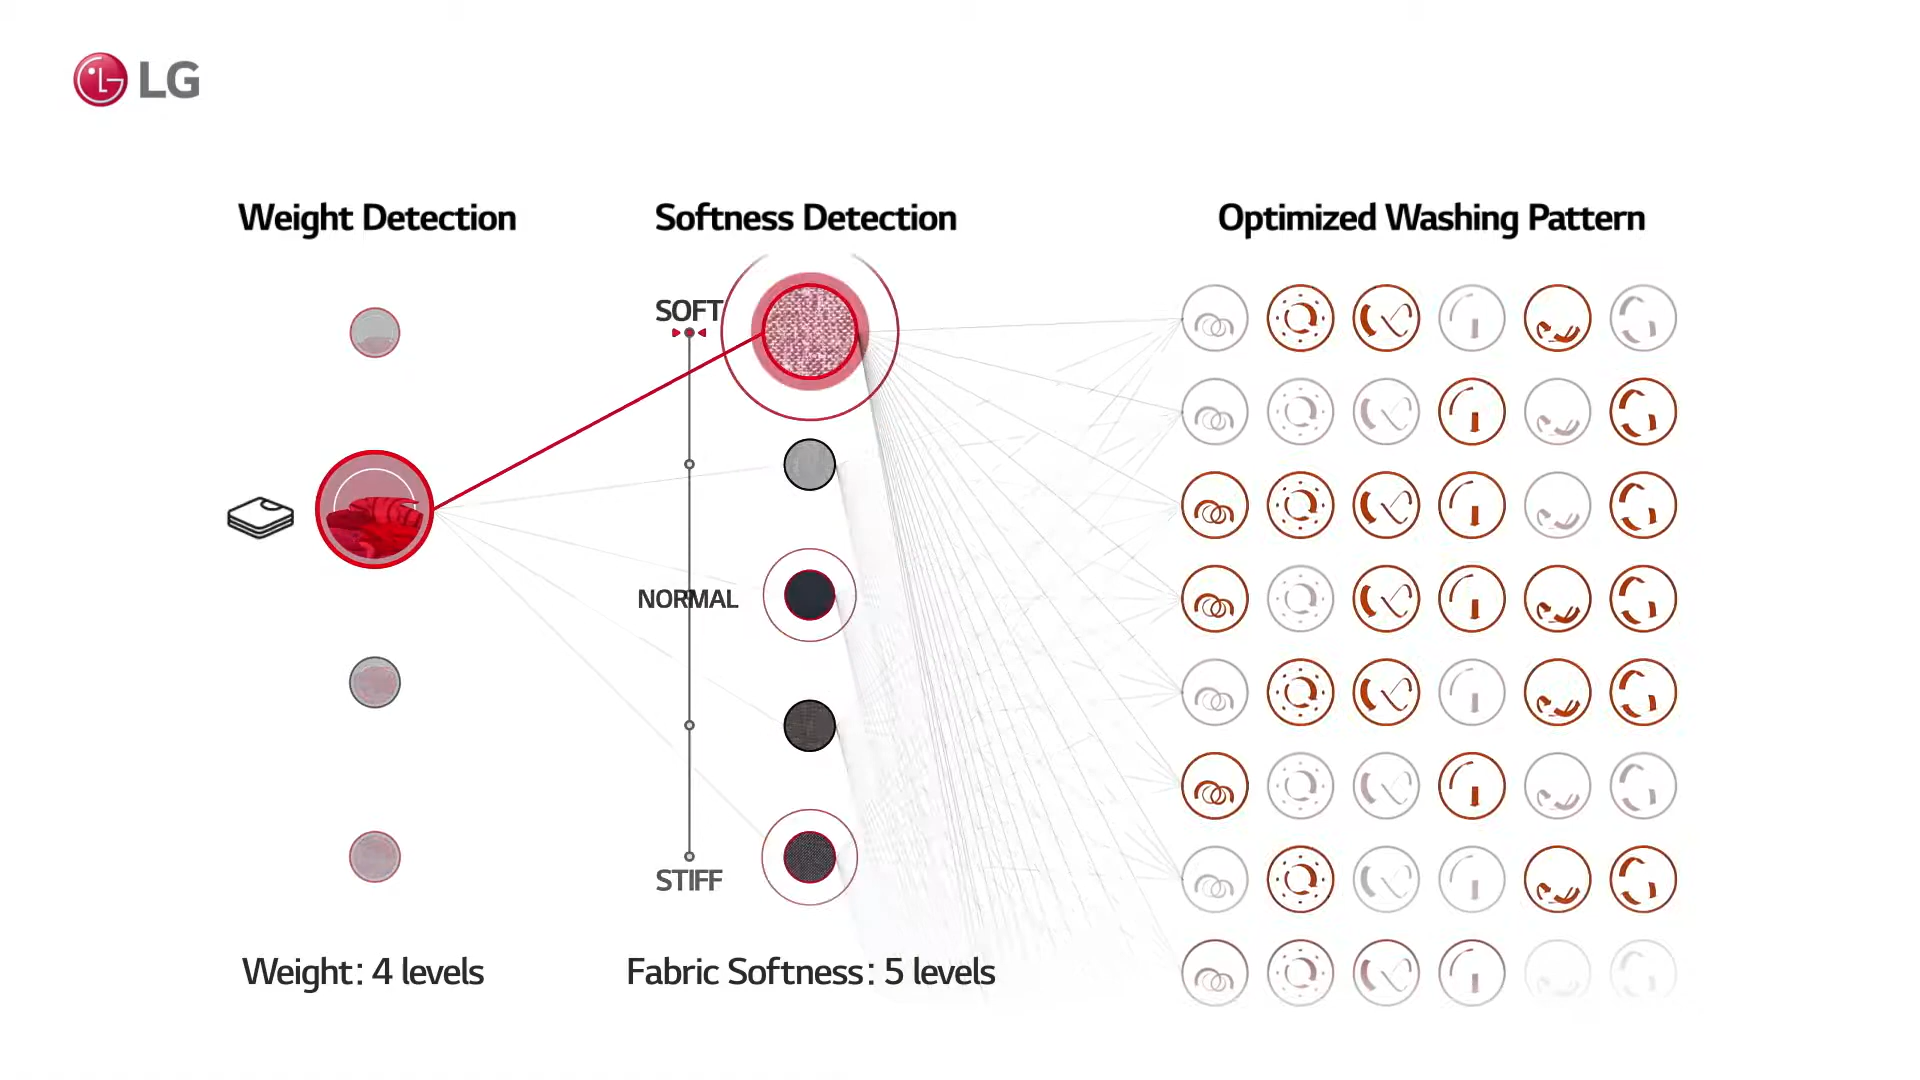 LG
Weight Detection
Softness Detection
Optimized Washing Pattern
SOFT
NORMAL
STIFF
Weight: 4 levels
Fabric Softness: 5 levels